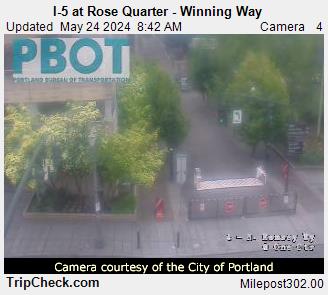 I-5 at Rose Quarter - Winning Way
Updated May 24 2024 8:42 AM Camera 4
PBOT
PORTLAND BUREAU OF TRANSPORTATION
Camera courtesy of the City of Portland
TripCheck.com Milepost302.00